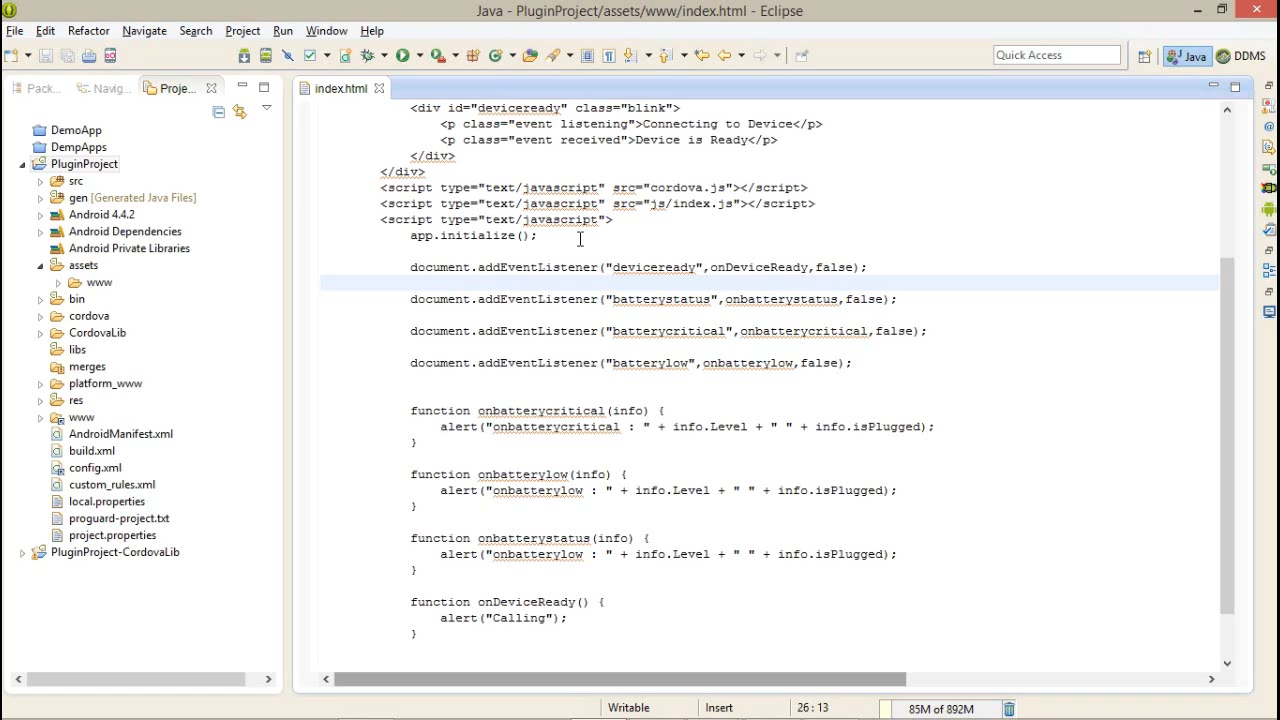 Java - PluginProject/assets/www/index.html - Eclipse
File Edit Refactor Navigate Search Project Run Window Help
Quick Access
Java
DDMS
Pack...
Navig...
Proje...
index.html
DemoApp
DempApps
PluginProject
src
gen [Generated Java Files]
Android 4.4.2
Android Dependencies
Android Private Libraries
assets
www
bin
cordova
CordovaLib
libs
merges
platform_www
res
www
AndroidManifest.xml
build.xml
config.xml
custom_rules.xml
local.properties
proguard-project.txt
project.properties
PluginProject-CordovaLib
<div id="deviceready" class="blink">
<p class="event listening">Connecting to Device</p>
<p class="event received">Device is Ready</p>
</div>
</div>
<script type="text/javascript" src="cordova.js"></script>
<script type="text/javascript" src="js/index.js"></script>
<script type="text/javascript">
app.initialize();
document.addEventListener("deviceready",onDeviceReady,false);
document.addEventListener("batterystatus",onbatterystatus,false);
document.addEventListener("batterycritical",onbatterycritical,false);
document.addEventListener("batterylow",onbatterylow,false);
function onbatterycritical(info) {
alert("onbatterycritical : " + info.Level + " " + info.isPlugged);
}
function onbatterylow(info) {
alert("onbatterylow : " + info.Level + " " + info.isPlugged);
}
function onbatterystatus(info) {
alert("onbatterylow : " + info.Level + " " + info.isPlugged);
}
function onDeviceReady() {
alert("Calling");
}
Writable
Insert
26 : 13
85M of 892M